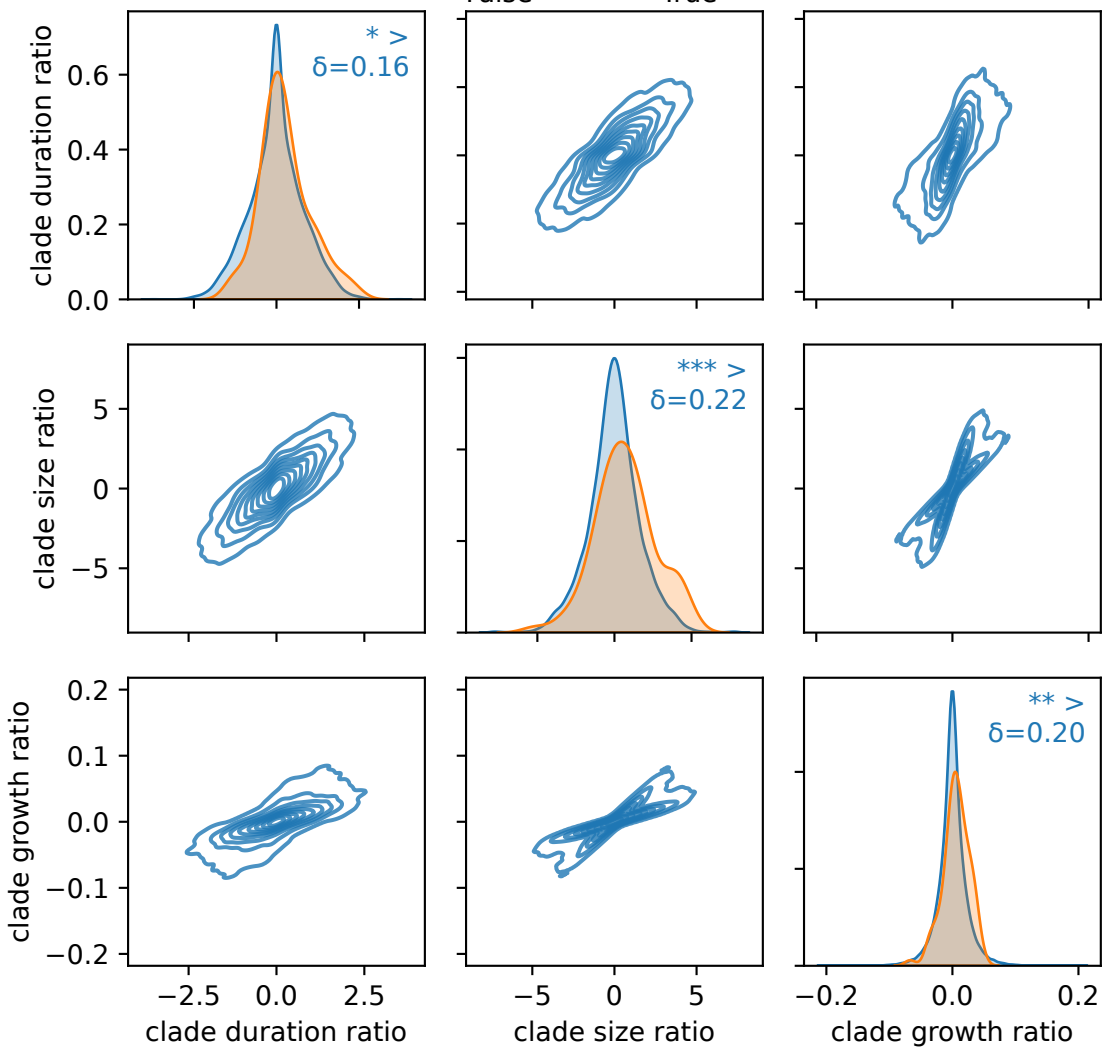 * >
δ=0.16
clade duration ratio
0.6
0.4
0.2
0.0
*** >
δ=0.22
clade size ratio
5
0
−5
** >
δ=0.20
clade growth ratio
0.2
0.1
0.0
−0.1
−0.2
−2.5 0.0 2.5 −5 0 5 −0.2 0.0 0.2
clade duration ratio clade size ratio clade growth ratio